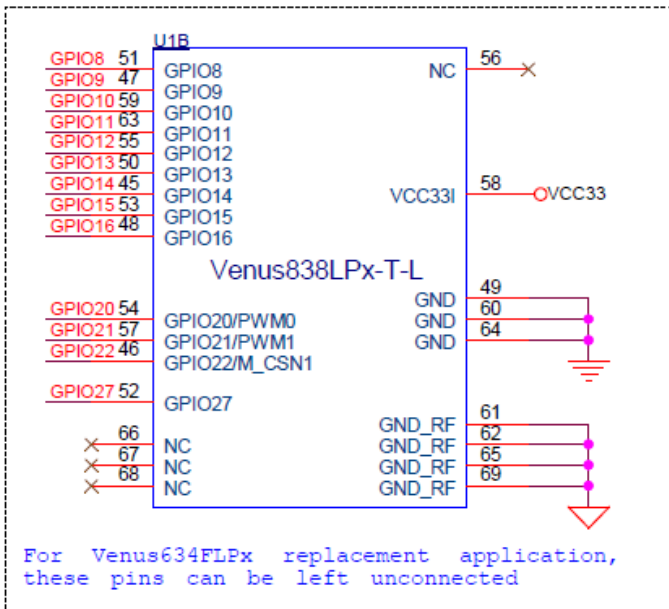 U1B
GPIO8 51 GPIO8 NC 56
GPIO9 47 GPIO9
GPIO10 59 GPIO10
GPIO11 63 GPIO11
GPIO12 55 GPIO12
GPIO13 50 GPIO13
GPIO14 45 GPIO14 VCC33I 58 VCC33
GPIO15 53 GPIO15
GPIO16 48 GPIO16
Venus838LPx-T-L
GND 49
GPIO20 54 GPIO20/PWM0 GND 60
GPIO21 57 GPIO21/PWM1 GND 64
GPIO22 46 GPIO22/M_CSN1
GPIO27 52 GPIO27
GND_RF 61
66 NC GND_RF 62
67 NC GND_RF 65
68 NC GND_RF 69
For Venus634FLPx replacement application,
these pins can be left unconnected